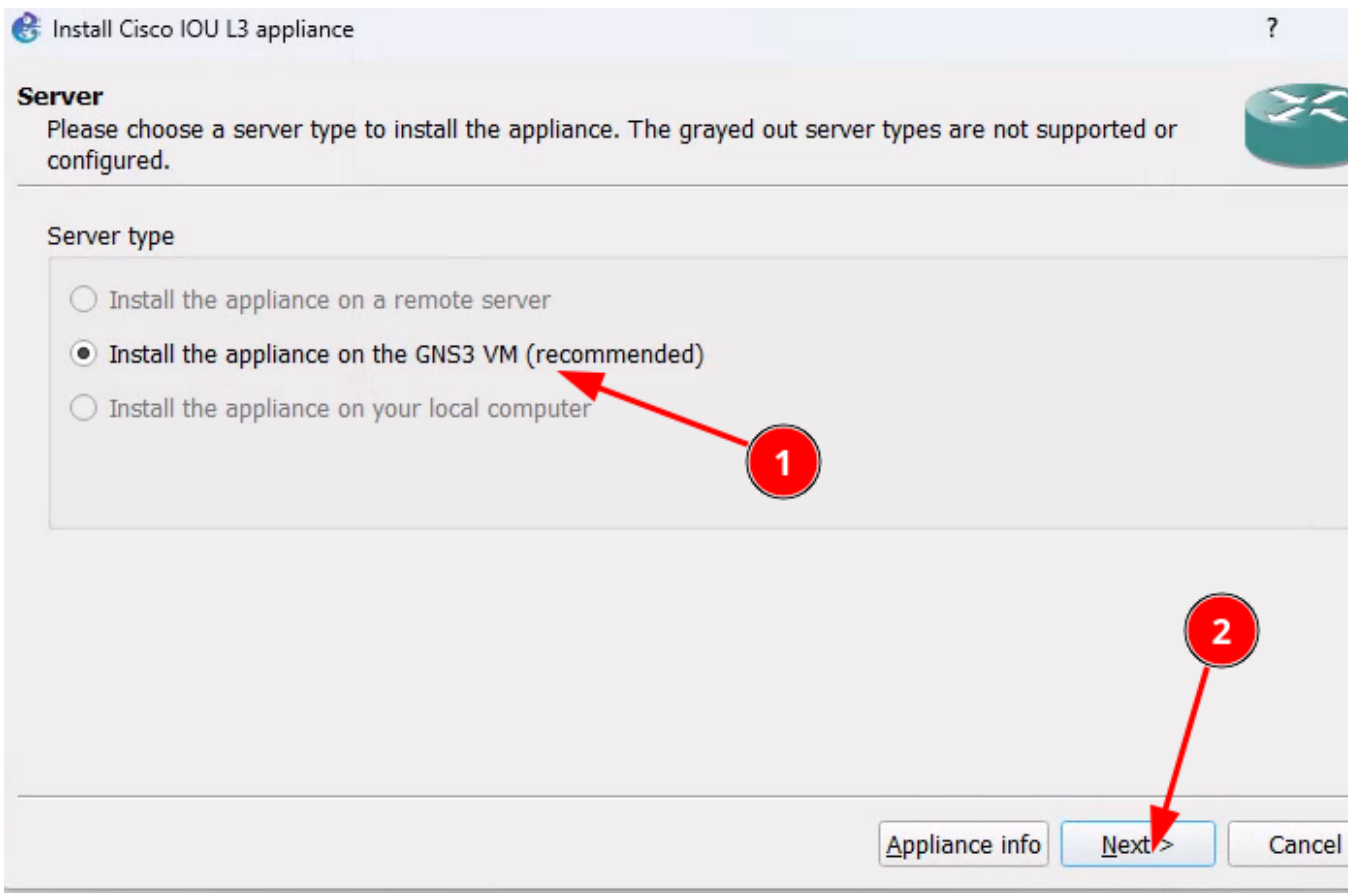 Install Cisco IOU L3 appliance
?
Server
Please choose a server type to install the appliance. The grayed out server types are not supported or
configured.
Server type
Install the appliance on a remote server
Install the appliance on the GNS3 VM (recommended)
Install the appliance on your local computer
1
2
Appliance info
Next >
Cancel